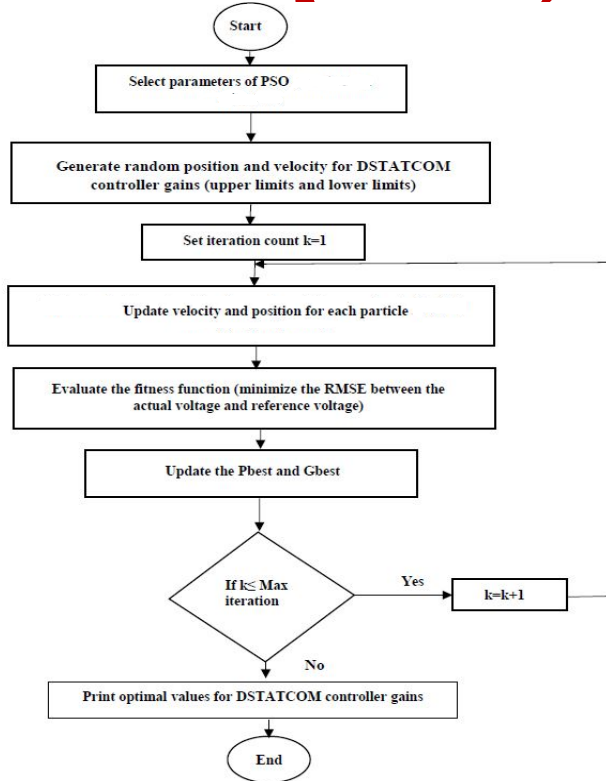 Start
Select parameters of PSO
Generate random position and velocity for DSTATCOM
controller gains (upper limits and lower limits)
Set iteration count k=1
Update velocity and position for each particle
Evaluate the fitness function (minimize the RMSE between the
actual voltage and reference voltage)
Update the Pbest and Gbest
If k≤ Max
iteration
Yes
k=k+1
No
Print optimal values for DSTATCOM controller gains
End